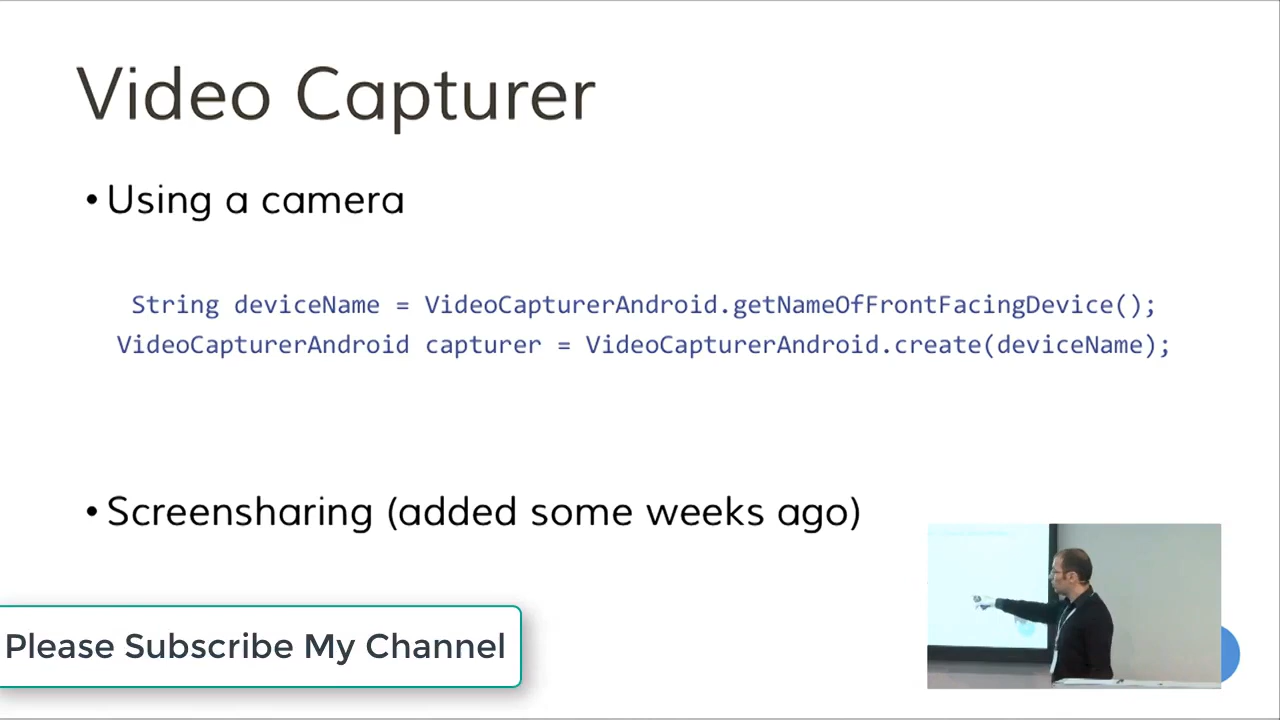 Video Capturer
• Using a camera
String deviceName = VideoCapturerAndroid.getNameOfFrontFacingDevice();
VideoCapturerAndroid capturer = VideoCapturerAndroid.create(deviceName);
• Screensharing (added some weeks ago)
Please Subscribe My Channel